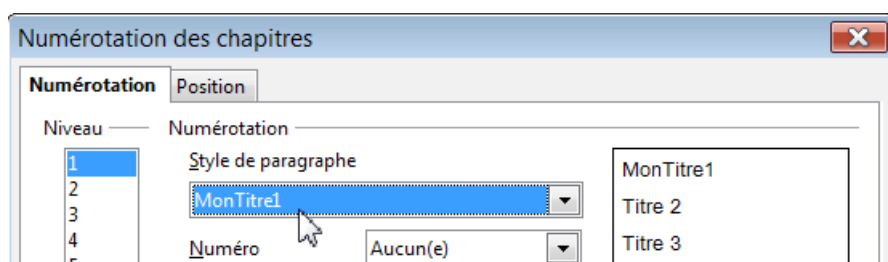 Numérotation des chapitres
Numérotation Position
Niveau Numérotation
1 Style de paragraphe MonTitre1
2 MonTitre1 Titre 2
3
4 Numéro Aucun(e) Titre 3